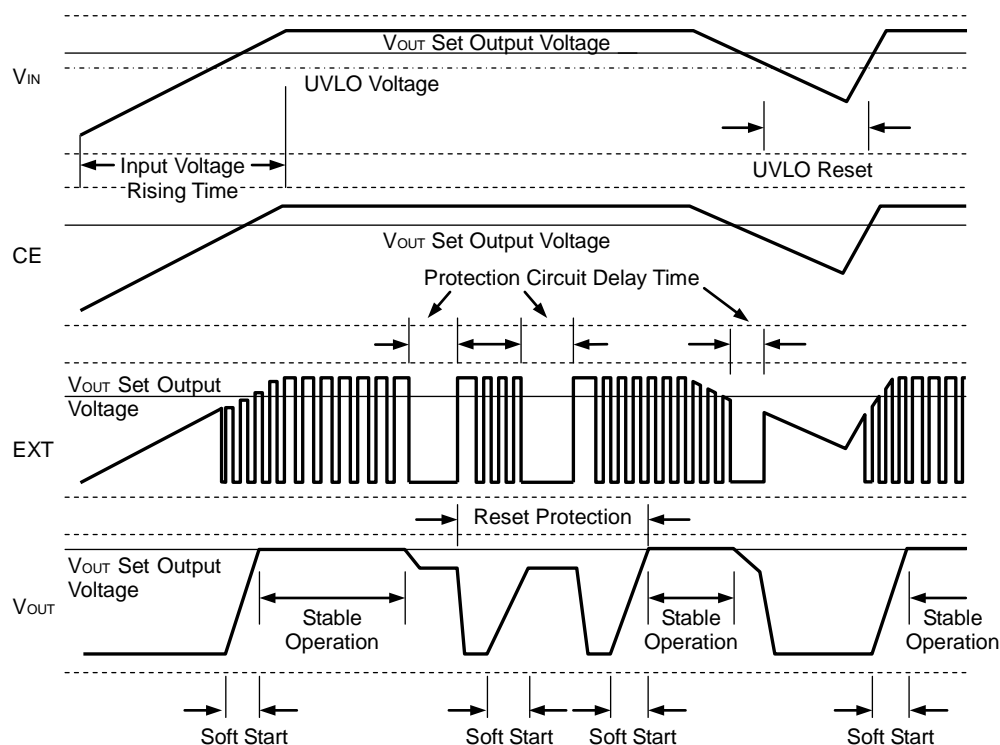 VOUT Set Output Voltage
VIN
UVLO Voltage
Input Voltage
Rising Time
UVLO Reset
VOUT Set Output Voltage
CE
Protection Circuit Delay Time
VOUT Set Output
Voltage
EXT
Reset Protection
VOUT Set Output
Voltage
VOUT
Stable
Operation
Stable
Operation
Stable
Operation
Soft Start
Soft Start
Soft Start
Soft Start